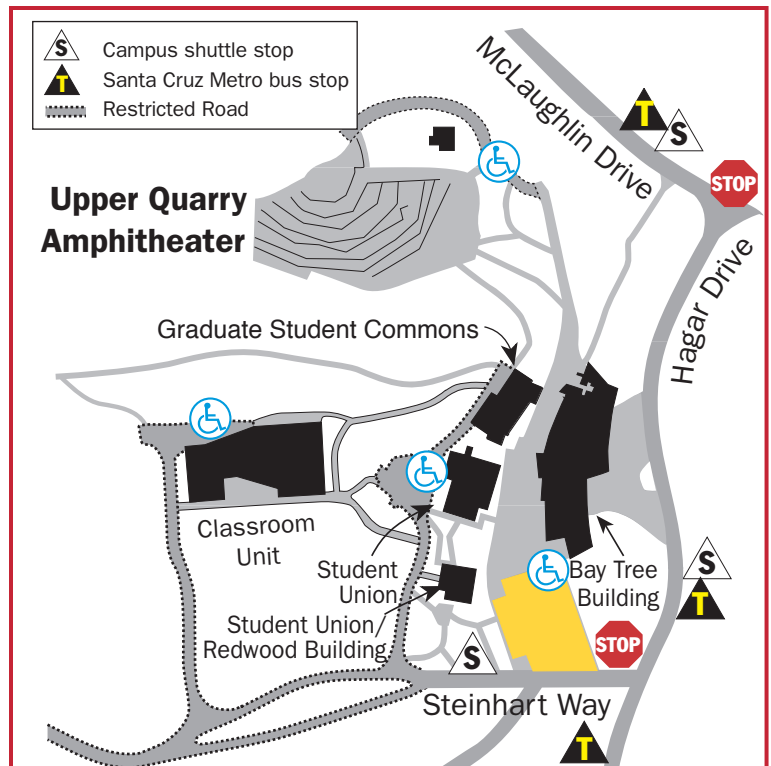 S Campus shuttle stop
T Santa Cruz Metro bus stop
Restricted Road
McLaughlin Drive
T
S
STOP
Upper Quarry
Amphitheater
Hagar Drive
Graduate Student Commons
Classroom
Unit
Student
Union
Student Union/
Redwood Building
Bay Tree
Building
S
T
STOP
S
Steinhart Way
T